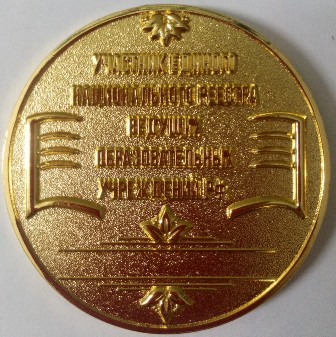 УЧАСТНИК ЕДИНОГО
НАЦИОНАЛЬНОГО РЕЕСТРА
ВЕДУЩИХ
ОБРАЗОВАТЕЛЬНЫХ
УЧРЕЖДЕНИЙ РФ